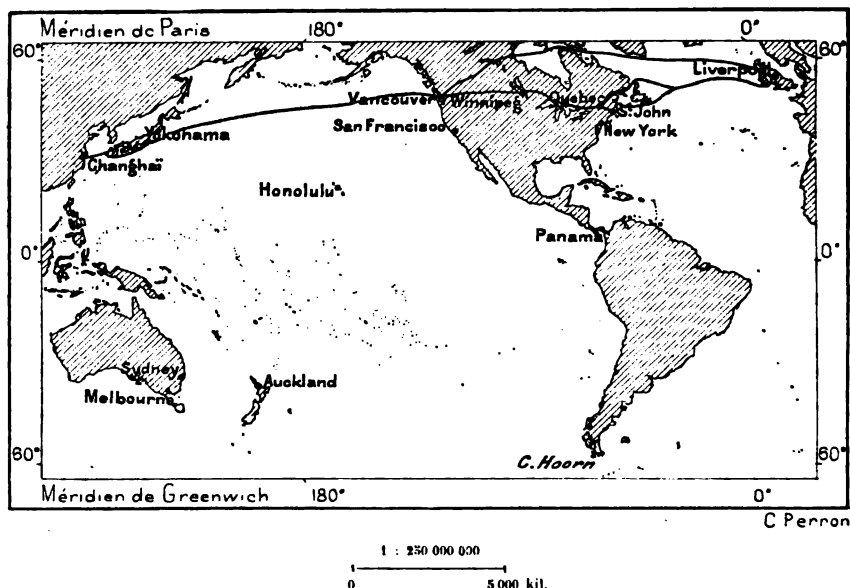 Méridien de Paris 180° 0°
60° 60°
Liverpool
Vancouver Winnipeg Québec
St. John
San Francisco New York
Yokohama
Changhaï
Honolulu
Panama
0° 0°
Sydney
Auckland
Melbourne
60° 60°
C. Hoorn
Méridien de Greenwich 180° 0°
C Perron
1 : 250 000 000
0 5 000 kil.